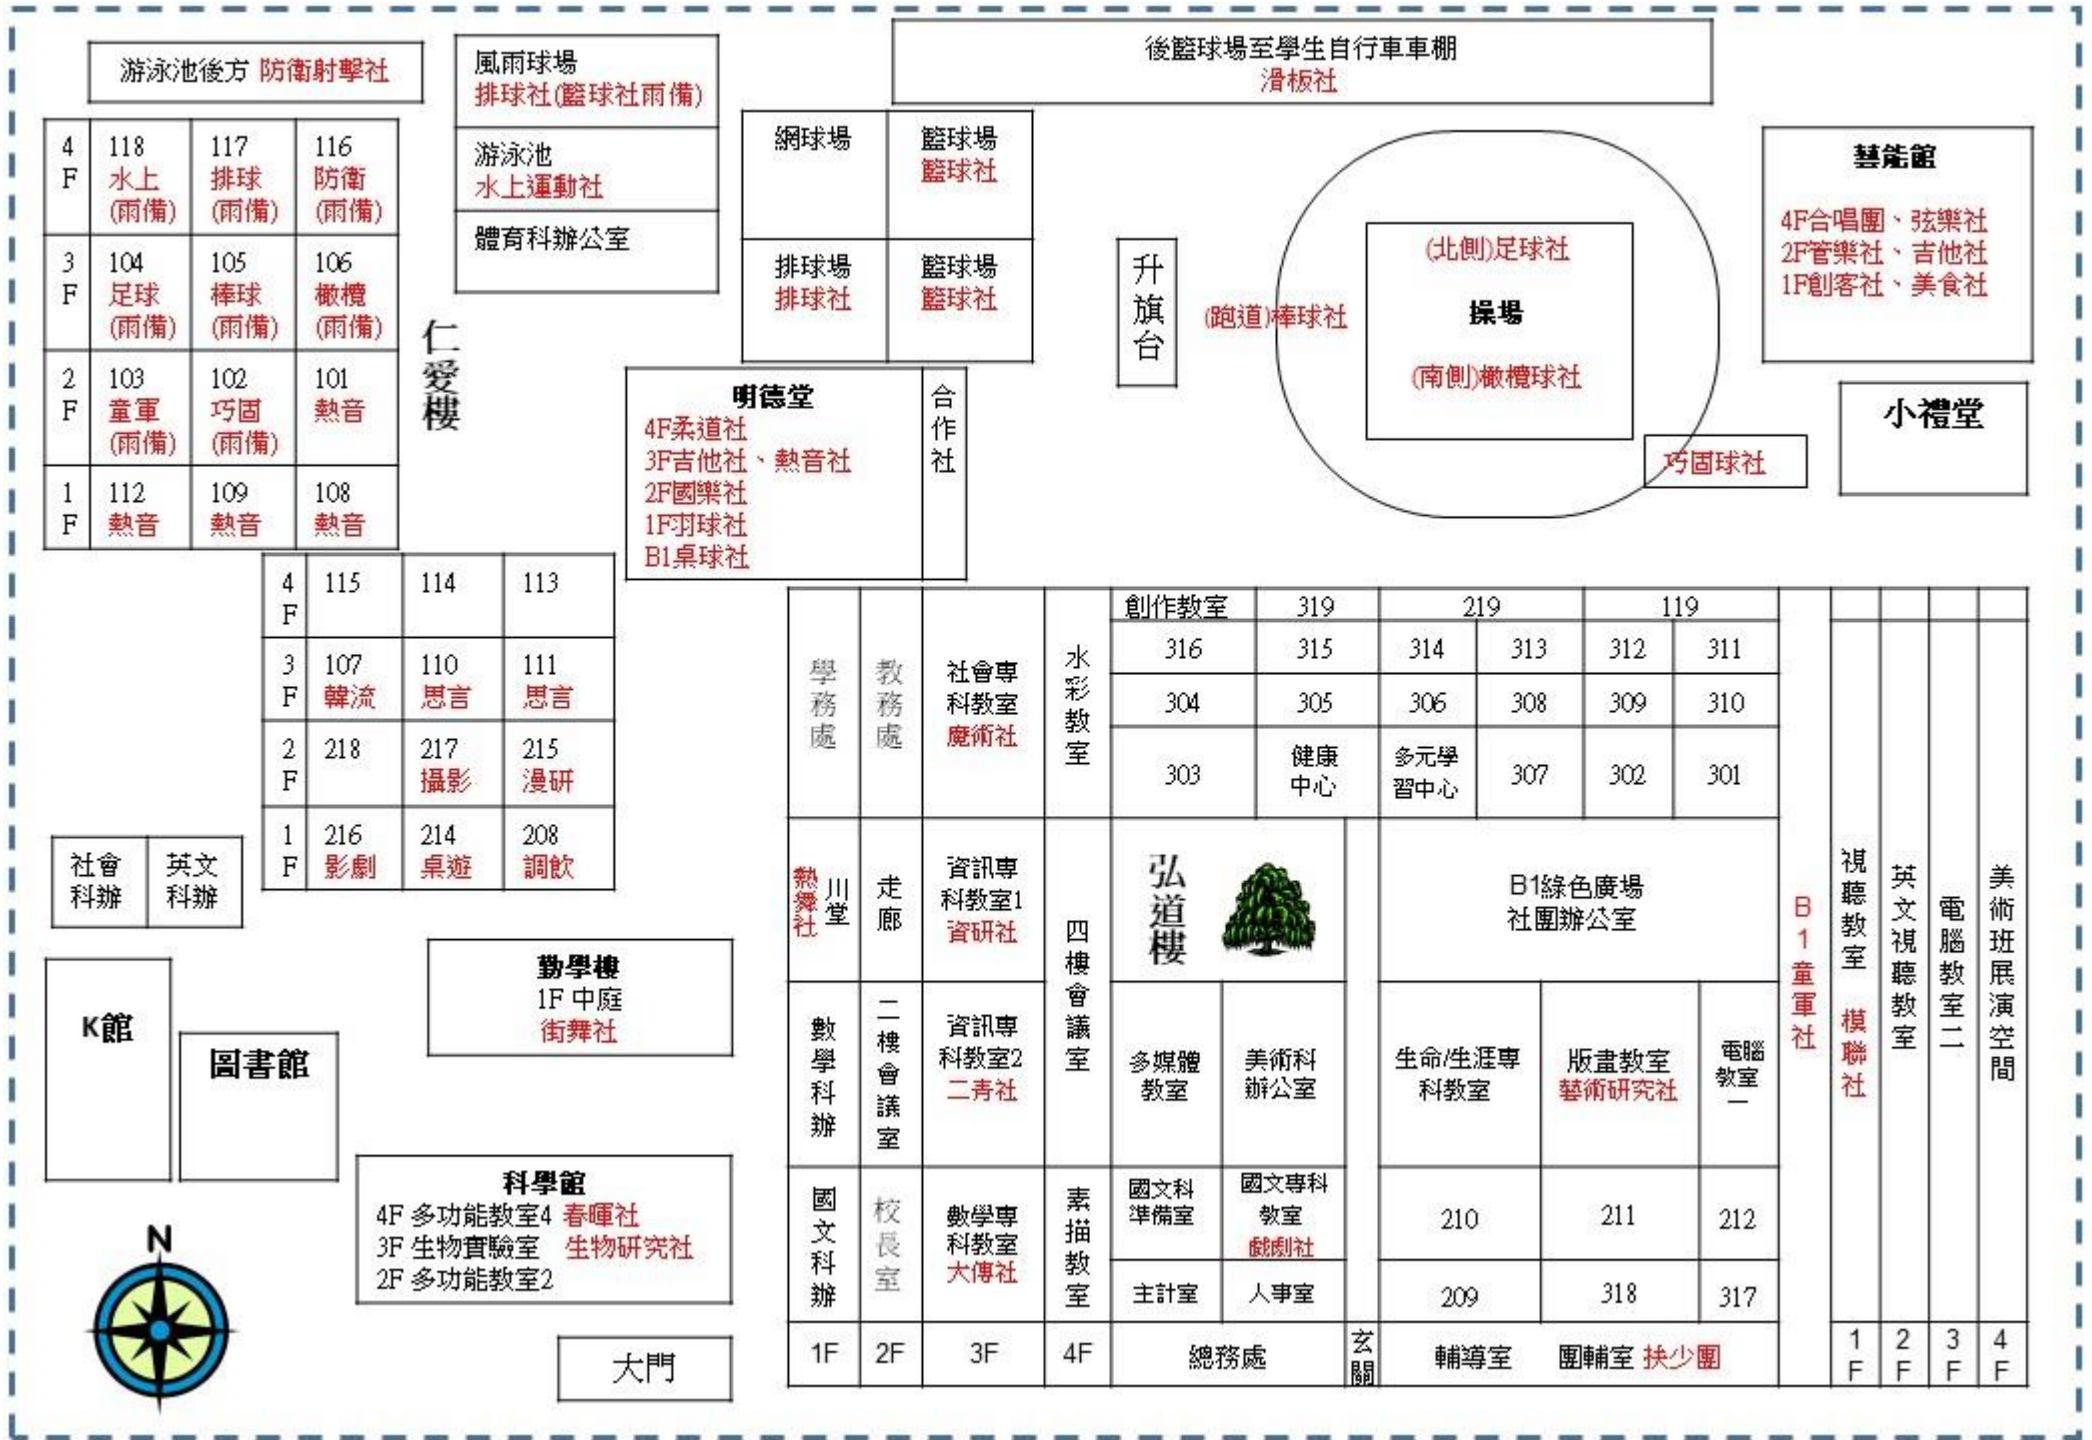 游泳池後方 防衛射擊社
風雨球場
排球社(籃球社雨備)
游泳池
水上運動社
體育科辦公室
後籃球場至學生自行車車棚
滑板社
網球場
籃球場
籃球社
排球場
排球社
籃球場
籃球社
升旗台
(北側)足球社
操場
(南側)橄欖球社
(跑道)棒球社
巧固球社
藝能館
4F合唱團、弦樂社
2F管樂社、吉他社
1F創客社、美食社
小禮堂
4F
118
水上
(雨備)
117
排球
(雨備)
116
防衛
(雨備)
3F
104
足球
(雨備)
105
棒球
(雨備)
106
橄欖
(雨備)
2F
103
童軍
(雨備)
102
巧固
(雨備)
101
熱音
1F
112
熱音
109
熱音
108
熱音
仁愛樓
明德堂
4F柔道社
3F吉他社、熱音社
2F國樂社
1F羽球社
B1桌球社
合作社
4F
115
114
113
3F
107
韓流
110
思言
111
思言
2F
218
217
攝影
215
漫研
1F
216
影劇
214
桌遊
208
調飲
社會
科辦
英文
科辦
K館
圖書館
勤學樓
1F 中庭
街舞社
科學館
4F 多功能教室4 春暉社
3F 生物實驗室 生物研究社
2F 多功能教室2
N
大門
學務處
教務處
社會專
科教室
魔術社
水彩教室
創作教室
319
219
119
316
315
314
313
312
311
304
305
306
308
309
310
303
健康
中心
多元學
習中心
307
302
301
熱舞社
川堂
走廊
資訊專
科教室1
資研社
四樓會議室
弘道樓
B1綠色廣場
社團辦公室
數學科辦
二樓會議室
資訊專
科教室2
二青社
多媒體
教室
美術科
辦公室
生命/生涯專
科教室
版畫教室
藝術研究社
電腦
教室
一
國文科辦
校長室
數學專
科教室
大傳社
素描教室
國文科
準備室
國文專科
教室
戲劇社
210
211
212
主計室
人事室
209
318
317
1F
2F
3F
4F
總務處
玄關
輔導室
團輔室 扶少團
B1童軍社
視聽教室 模聯社
英文視聽教室
電腦教室二
美術班展演空間
1F
2F
3F
4F